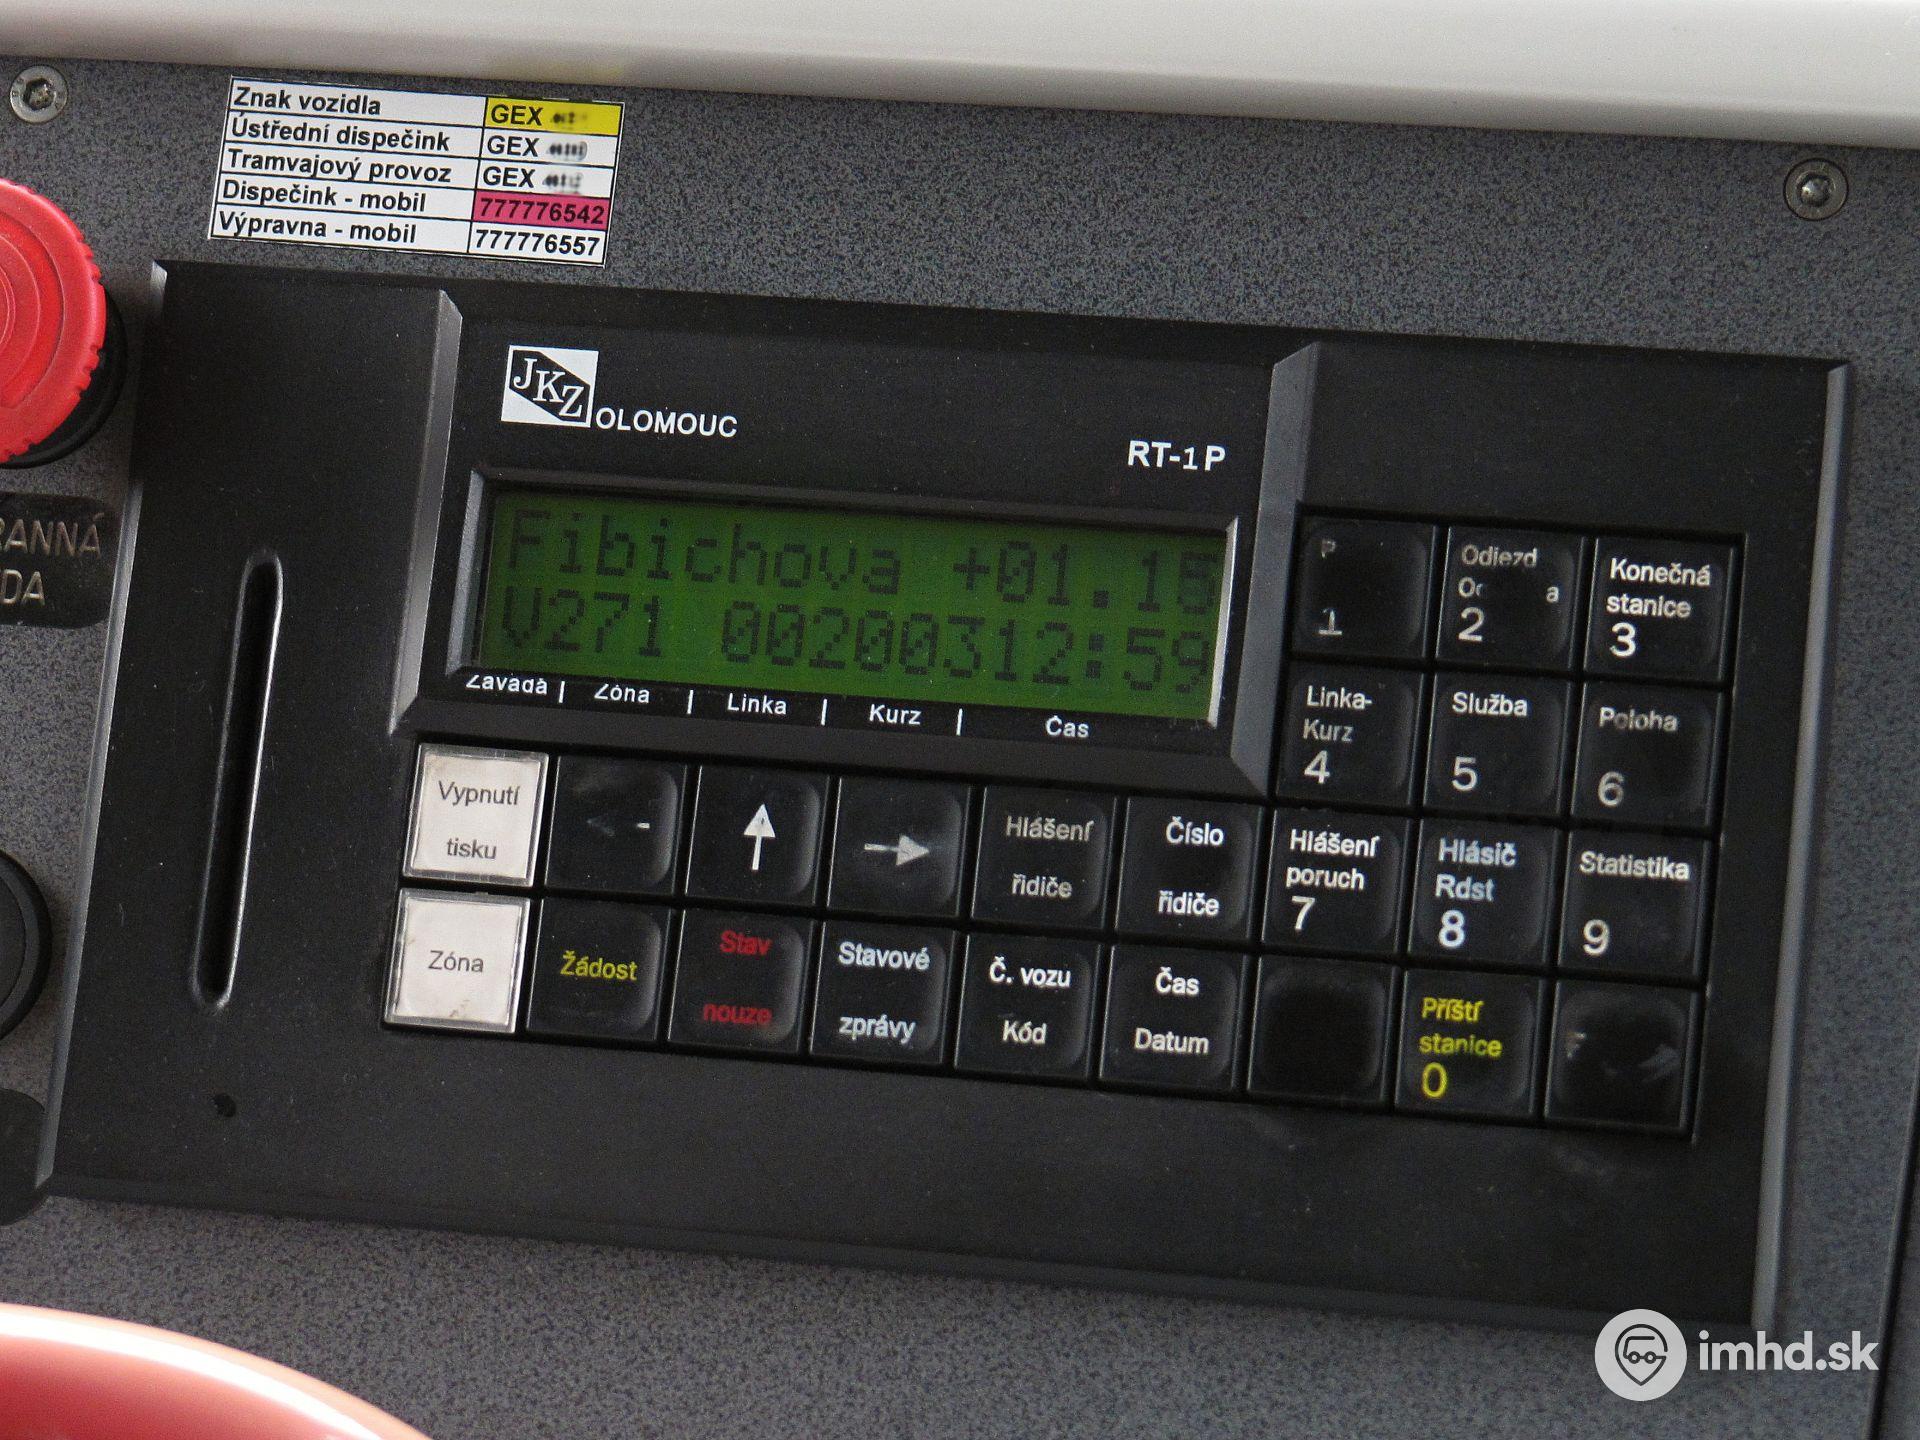 Znak vozidla GEX
Ústřední dispečink GEX
Tramvajový provoz GEX
Dispečink - mobil 777776542
Výpravna - mobil 777776557
RANNÁ
DA
JKZ OLOMOUC
RT-1P
Fibichova +01.15
V271 00200312:59
Závada | Zóna | Linka | Kurz | Čas
P
1
Odjezd
2
Konečná
stanice
3
Linka-
Kurz
4
Služba
5
Poloha
6
Vypnutí
tisku
Hlášení
řidiče
Číslo
řidiče
Hlášení
poruch
7
Hlásič
Rdst
8
Statistika
9
Zóna
Žádost
Stav
nouze
Stavové
zprávy
Č. vozu
Kód
Čas
Datum
Příští
stanice
0
imhd.sk